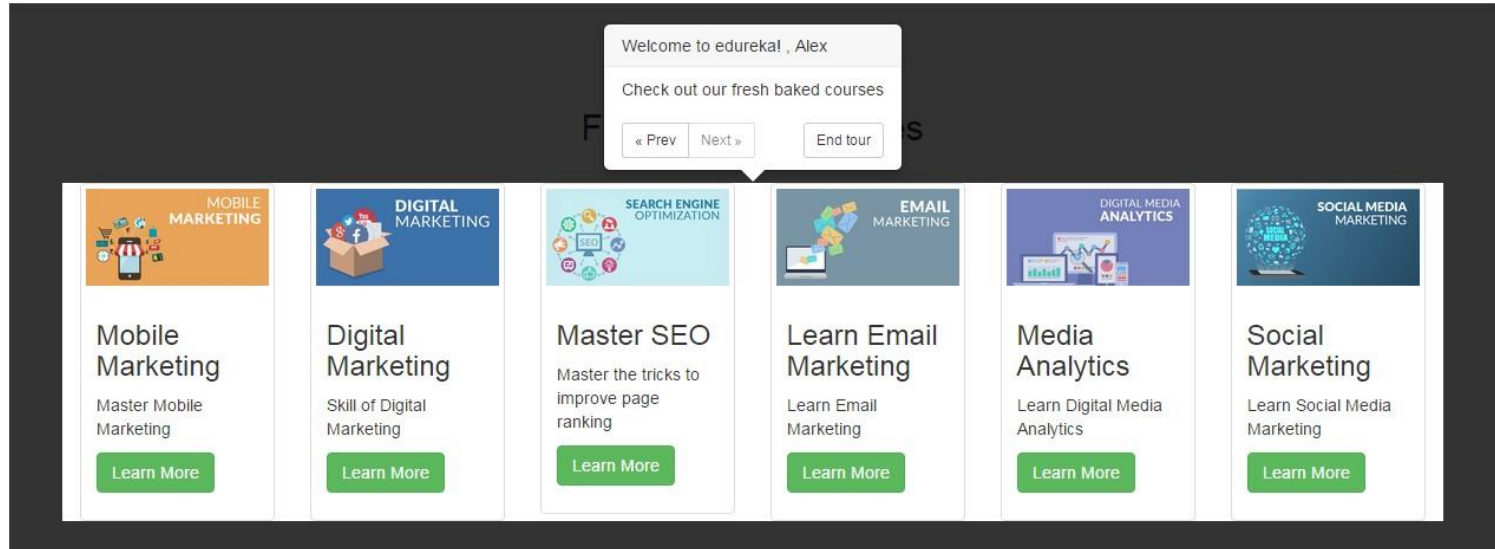 Welcome to edureka! , Alex
Check out our fresh baked courses
« Prev
Next »
End tour
MOBILE
MARKETING
Mobile
Marketing
Master Mobile
Marketing
Learn More
You
f
DIGITAL
MARKETING
Digital
Marketing
Skill of Digital
Marketing
Learn More
SEARCH ENGINE
OPTIMIZATION
SEO
Master SEO
Master the tricks to
improve page
ranking
Learn More
EMAIL
MARKETING
Learn Email
Marketing
Learn Email
Marketing
Learn More
DIGITAL MEDIA
ANALYTICS
Media
Analytics
Learn Digital Media
Analytics
Learn More
SOCIAL MEDIA
MARKETING
SOCIAL
MEDIA
Social
Marketing
Learn Social Media
Marketing
Learn More